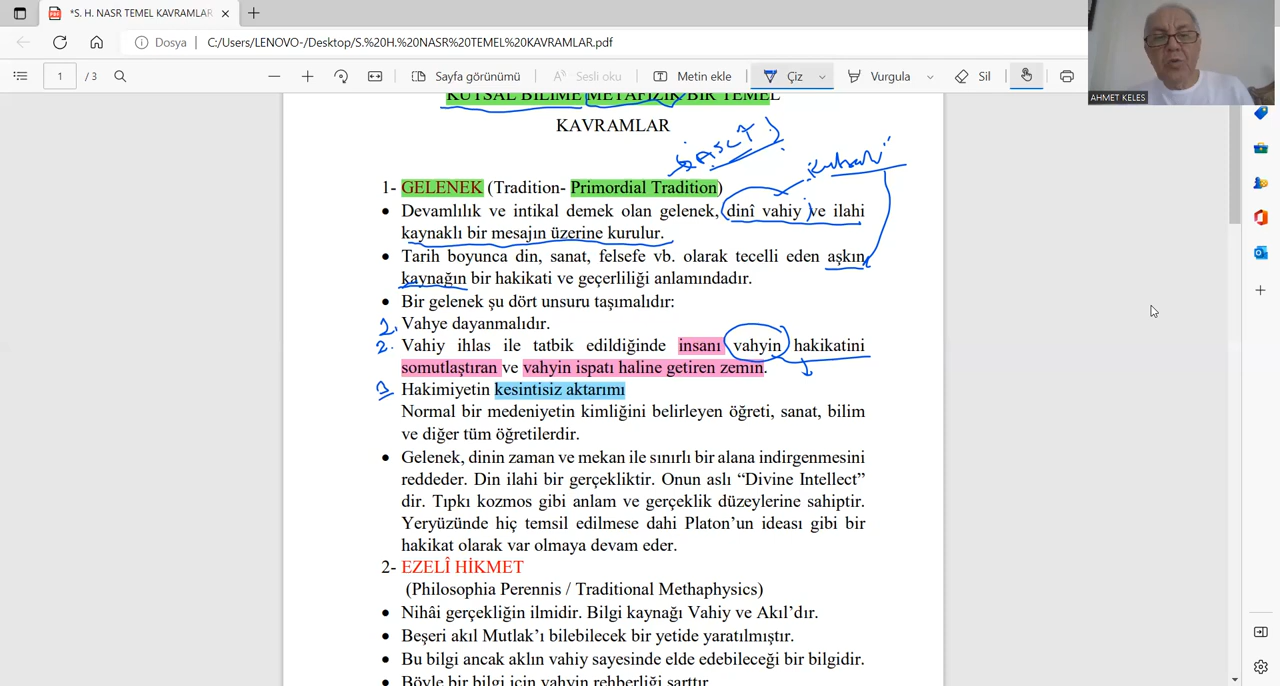 *S. H. NASR TEMEL KAVRAMLAR
Dosya C:/Users/LENOVO-/Desktop/S.%20H.%20NASR%20TEMEL%20KAVRAMLAR.pdf
1 / 3 Sayfa görünümü Sesli oku Metin ekle Çiz Vurgula Sil
AHMET KELES
KUTSAL BİLİME METAFİZİK BİR TEMEL
KAVRAMLAR
"Kutsal"
1- GELENEK (Tradition- Primordial Tradition)
• Devamlılık ve intikal demek olan gelenek, dinî vahiy ve ilahi
kaynaklı bir mesajın üzerine kurulur.
• Tarih boyunca din, sanat, felsefe vb. olarak tecelli eden aşkın
kaynağın bir hakikati ve geçerliliği anlamındadır.
• Bir gelenek şu dört unsuru taşımalıdır:
1. Vahye dayanmalıdır.
2. Vahiy ihlas ile tatbik edildiğinde insanı vahyin hakikatini
somutlaştıran ve vahyin ispatı haline getiren zemin.
3 Hakimiyetin kesintisiz aktarımı
Normal bir medeniyetin kimliğini belirleyen öğreti, sanat, bilim
ve diğer tüm öğretilerdir.
• Gelenek, dinin zaman ve mekan ile sınırlı bir alana indirgenmesini
reddeder. Din ilahi bir gerçekliktir. Onun aslı “Divine Intellect”
dir. Tıpkı kozmos gibi anlam ve gerçeklik düzeylerine sahiptir.
Yeryüzünde hiç temsil edilmese dahi Platon’un ideası gibi bir
hakikat olarak var olmaya devam eder.
2- EZELÎ HİKMET
(Philosophia Perennis / Traditional Methaphysics)
• Nihâi gerçekliğin ilmidir. Bilgi kaynağı Vahiy ve Akıl’dır.
• Beşeri akıl Mutlak’ı bilebilecek bir yetide yaratılmıştır.
• Bu bilgi ancak aklın vahiy sayesinde elde edebileceği bir bilgidir.
• Böyle bir bilgi için vahyin rehberliği şarttır.